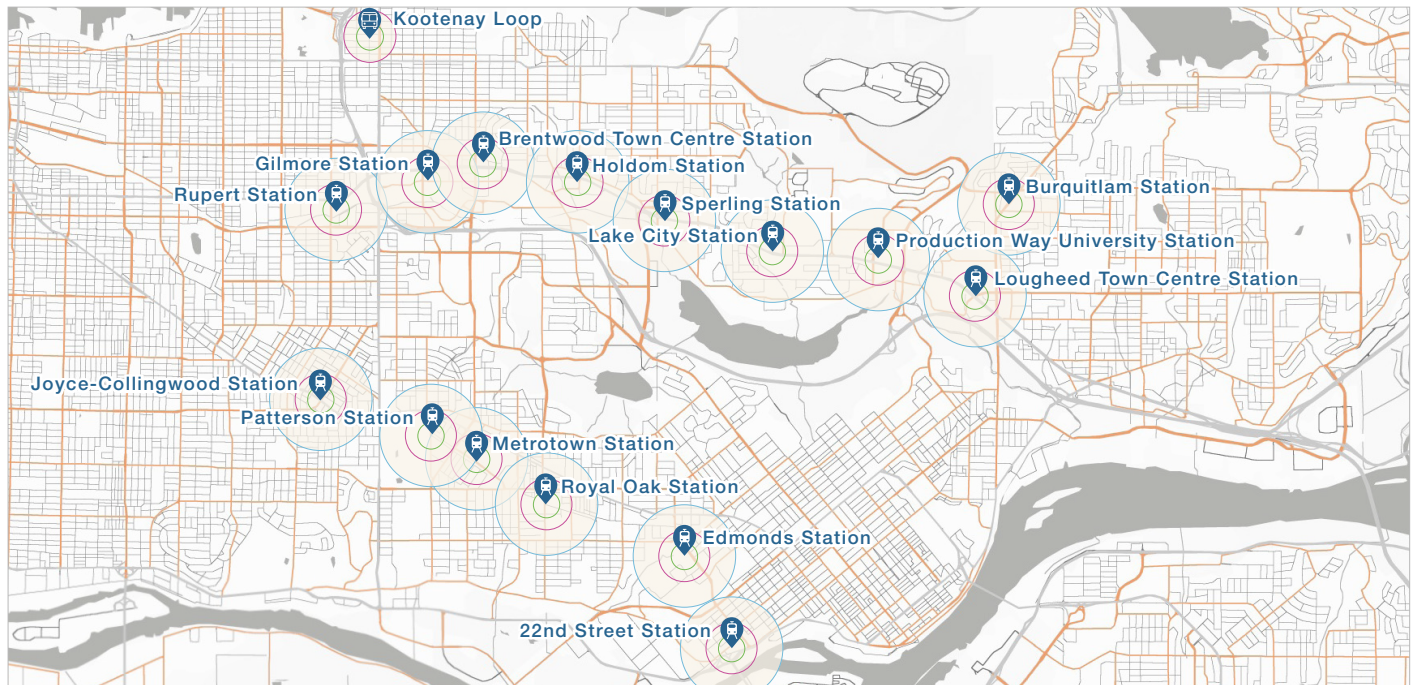 Kootenay Loop
Brentwood Town Centre Station
Gilmore Station
Holdom Station
Rupert Station
Burquitlam Station
Sperling Station
Lake City Station
Production Way University Station
Lougheed Town Centre Station
Joyce-Collingwood Station
Patterson Station
Metrotown Station
Royal Oak Station
Edmonds Station
22nd Street Station